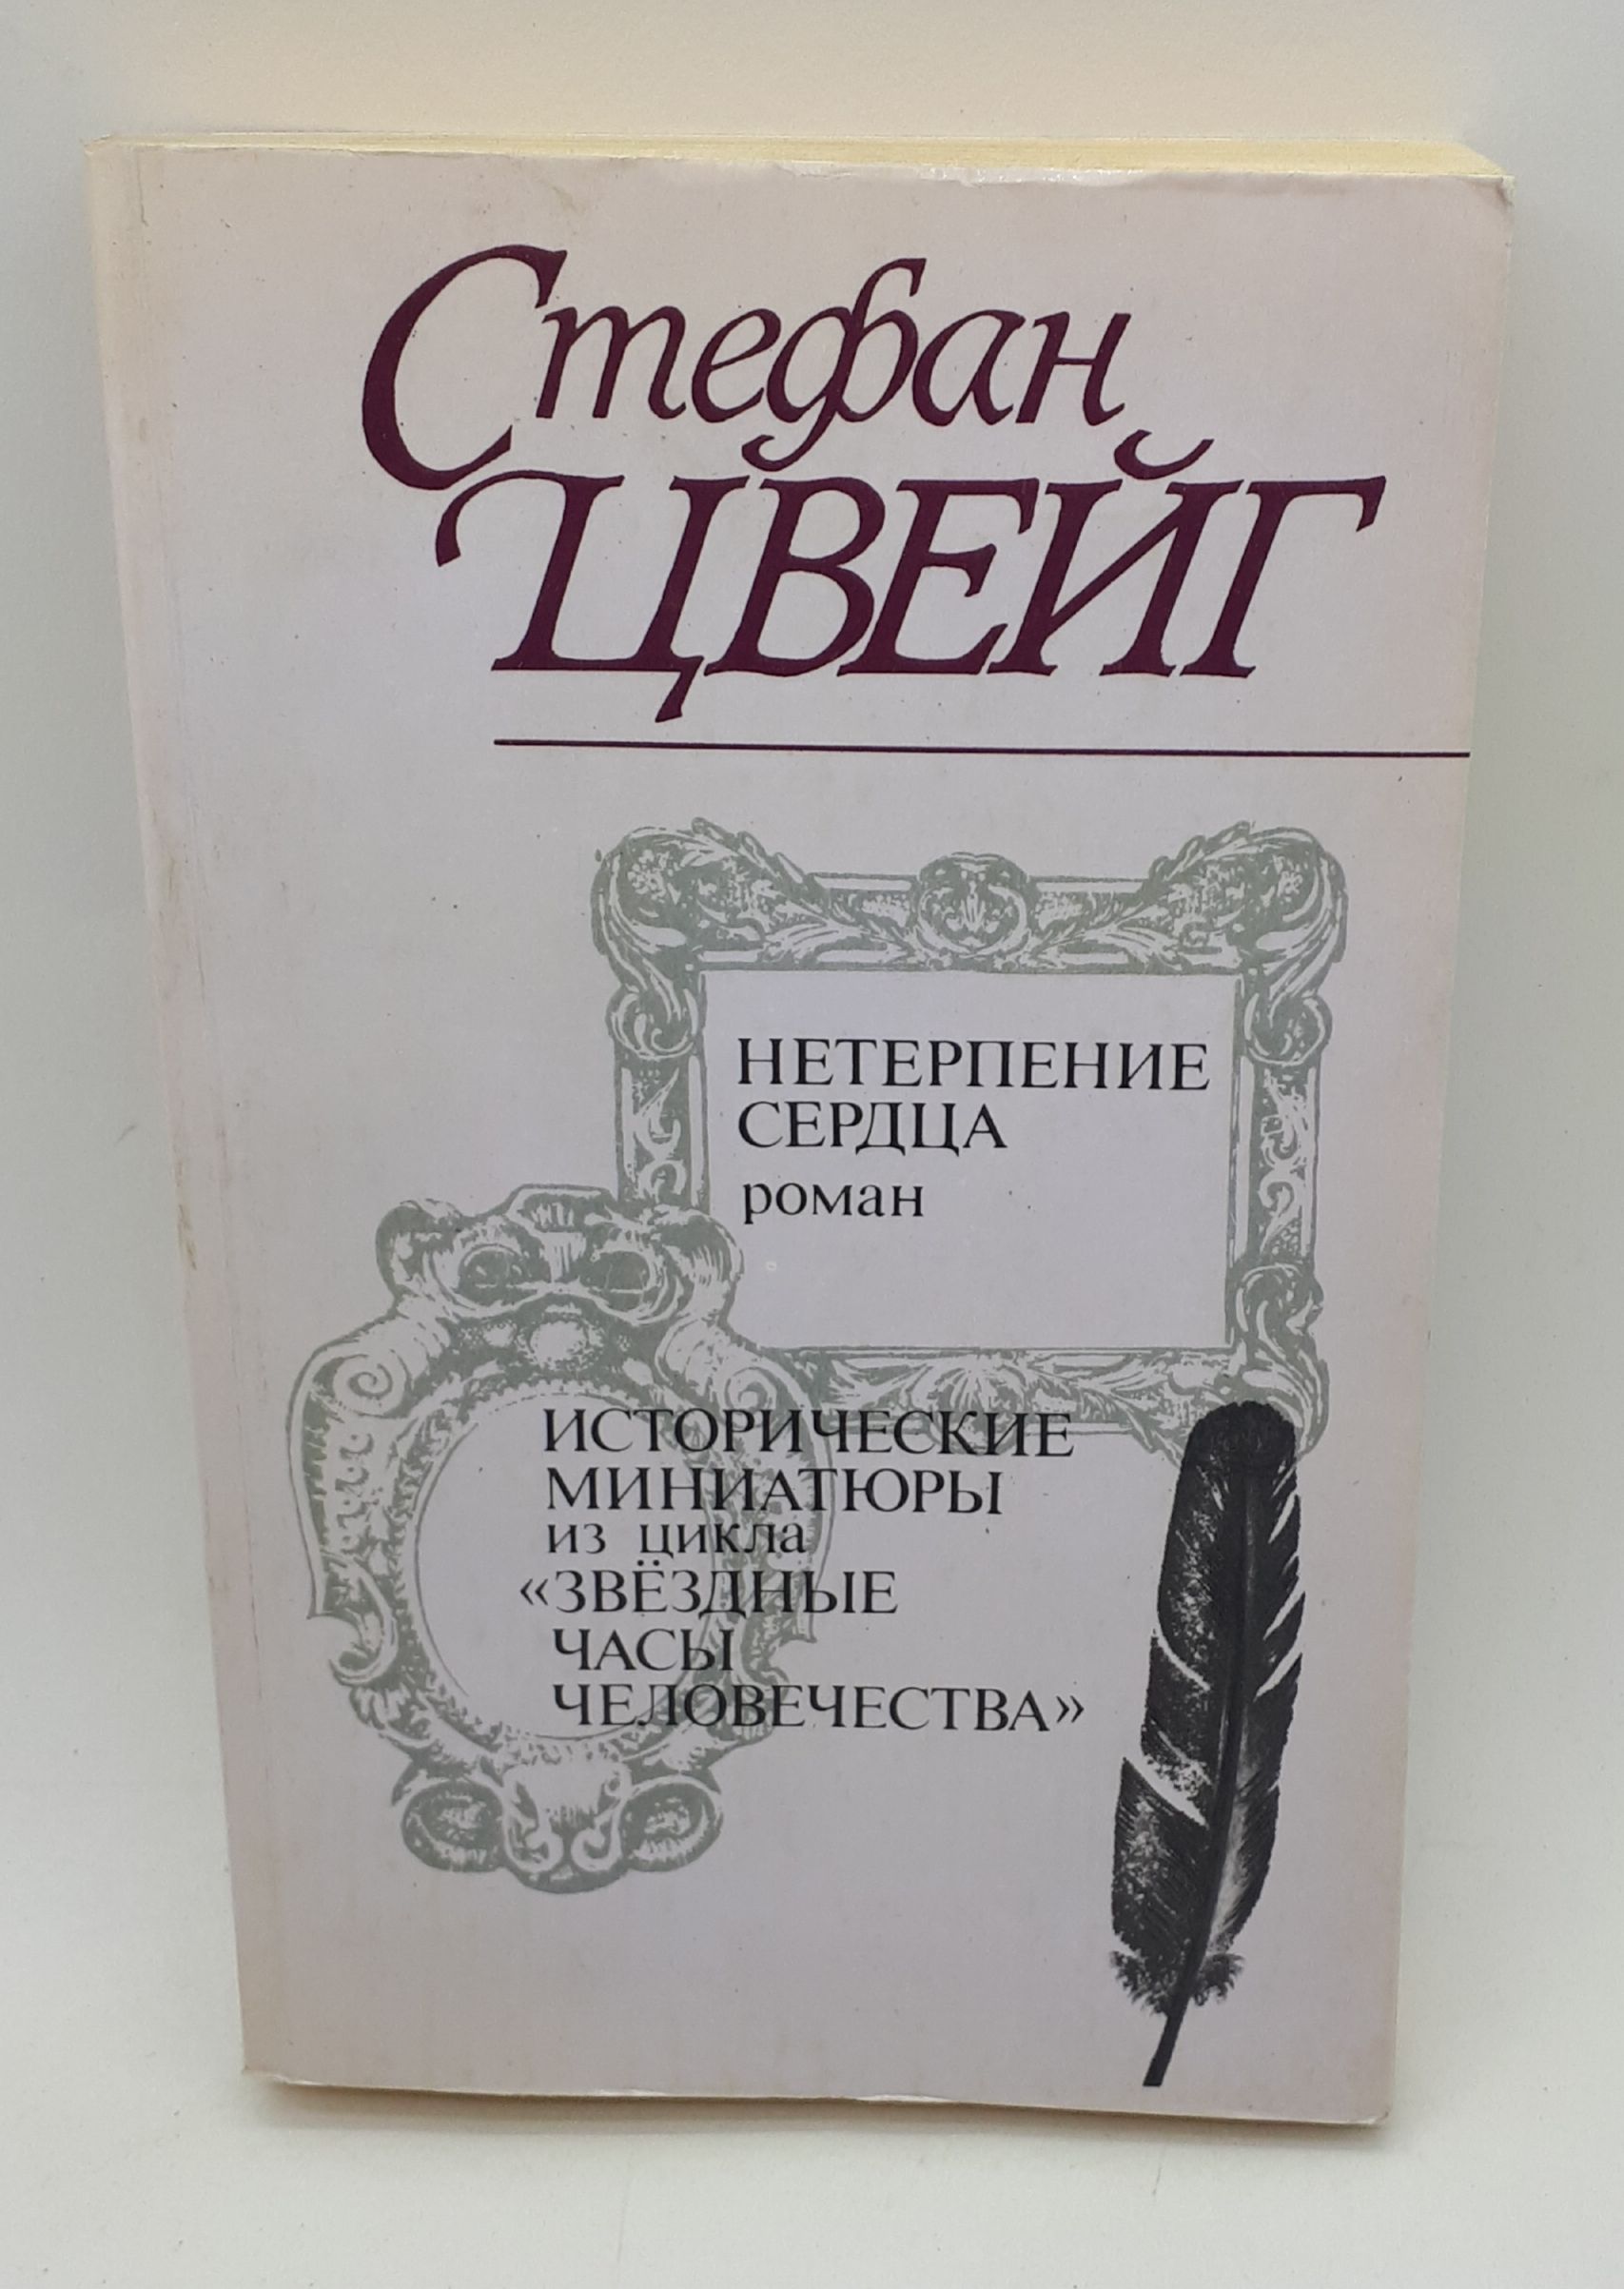 Стефан
ЦВЕЙГ
НЕТЕРПЕНИЕ
СЕРДЦА
роман
ИСТОРИЧЕСКИЕ
МИНИАТЮРЫ
из цикла
«ЗВЁЗДНЫЕ
ЧАСЫ
ЧЕЛОВЕЧЕСТВА»